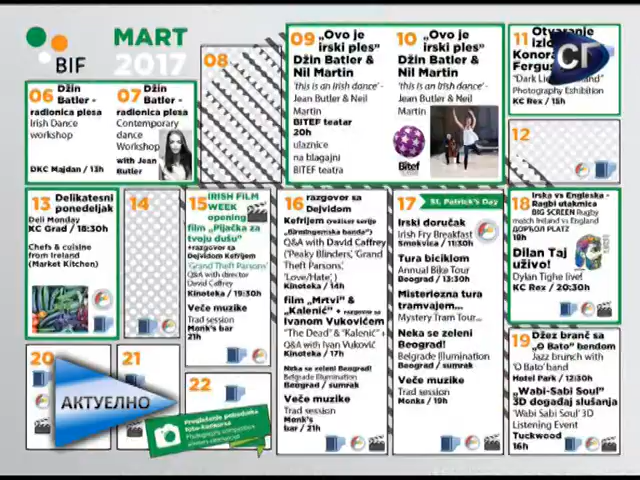 BIF
MART
2017
06 Džin
Batler -
radionica plesa
Irish Dance
workshop
DKC Majdan / 13h
07 Džin
Batler -
radionica plesa
Contemporary
dance
Workshop
with Jean
Butler
08
09 „Ovo je
irski ples”
Džin Batler &
Nil Martin
'this is an Irish dance' -
Jean Butler & Neil
Martin
BITEF teatar
20h
ulaznice
na blagajni
BITEF teatra
10 „Ovo je
irski ples”
Džin Batler &
Nil Martin
'this is an Irish dance' -
Jean Butler & Neil
Martin
Bitef
11
KC Rex / 15h
Photography Exhibition
СТ
12
13 Delikatesni
ponedeljak
Deli Monday
KC Grad / 18:30h
Chefs & cuisine
from Ireland
(Market Kitchen)
14
15 IRISH FILM
WEEK
opening
film „Pijačka za
tvoju dušu” +
razgovor sa
Dejvidom Kefrijem
'Grand Theft Parsons'
Q&A with director
David Caffrey
Kinoteka / 19:30h
Veče muzike
Trad session
Monk's bar
21h
16 razgovor sa
Dejvidom
Kefrijem
Q&A with David Caffrey
('Peaky Blinders', 'Grand
Theft Parsons',
'Love/Hate',)
Kinoteka / 14h
film „Mrtvi” &
„Kalenić” + razgovor sa
Ivanom Vukovićem
'The Dead' & 'Kalenić' +
Q&A with Ivan Vuković
Kinoteka / 17h
Neka se zeleni Beograd!
Belgrade Illumination
Beograd / sumrak
Veče muzike
Trad session
Monk's
bar / 21h
17 St. Patrick's Day
Irski doručak
Irish Fry Breakfast
Smokvica / 11:30h
Tura biciklom
Annual Bike Tour
Beograd / 13:30h
Misteriozna tura
tramvajem...
Mystery Tram Tour...
Neka se zeleni
Beograd!
Belgrade Illumination
Beograd / sumrak
Veče muzike
Trad session
Monks / 19h
18 Irska vs Engleska -
Ragbi utakmica
BIG SCREEN Rugby
match Ireland vs England
ДОРЋОЛ PLATZ
18h
Dilan Taj
uživo!
Dylan Tighe live!
KC Rex / 20:30h
19 Džez branč sa
„O Bato” bendom
Jazz brunch with
'O Bato' band
Hotel Park / 12:30h
„Wabi-Sabi Soul”
3D događaj slušanja
'Wabi Sabi Soul' 3D
Listening Event
Tuckwood
16h
20
21
22
АКТУЕЛНО